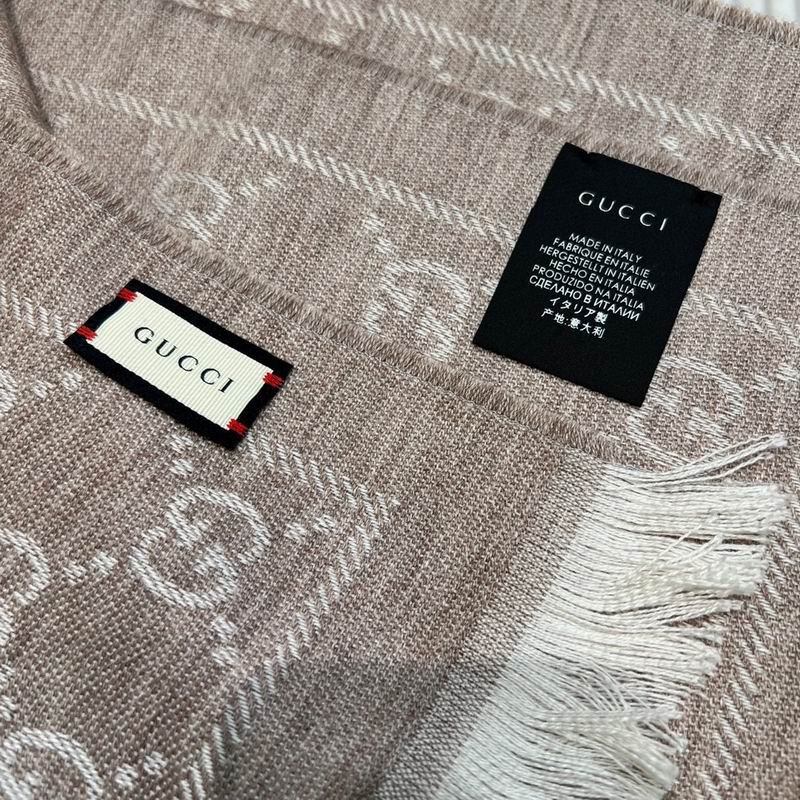 GUCCI
MADE IN ITALY
FABRIQUE EN ITALIE
HERGESTELLT IN ITALIEN
HECHO EN ITALIA
PRODUZIDO NA ITALIA
СДЕЛАНО В ИТАЛИИ
イタリア製
产地:意大利
GUCCI